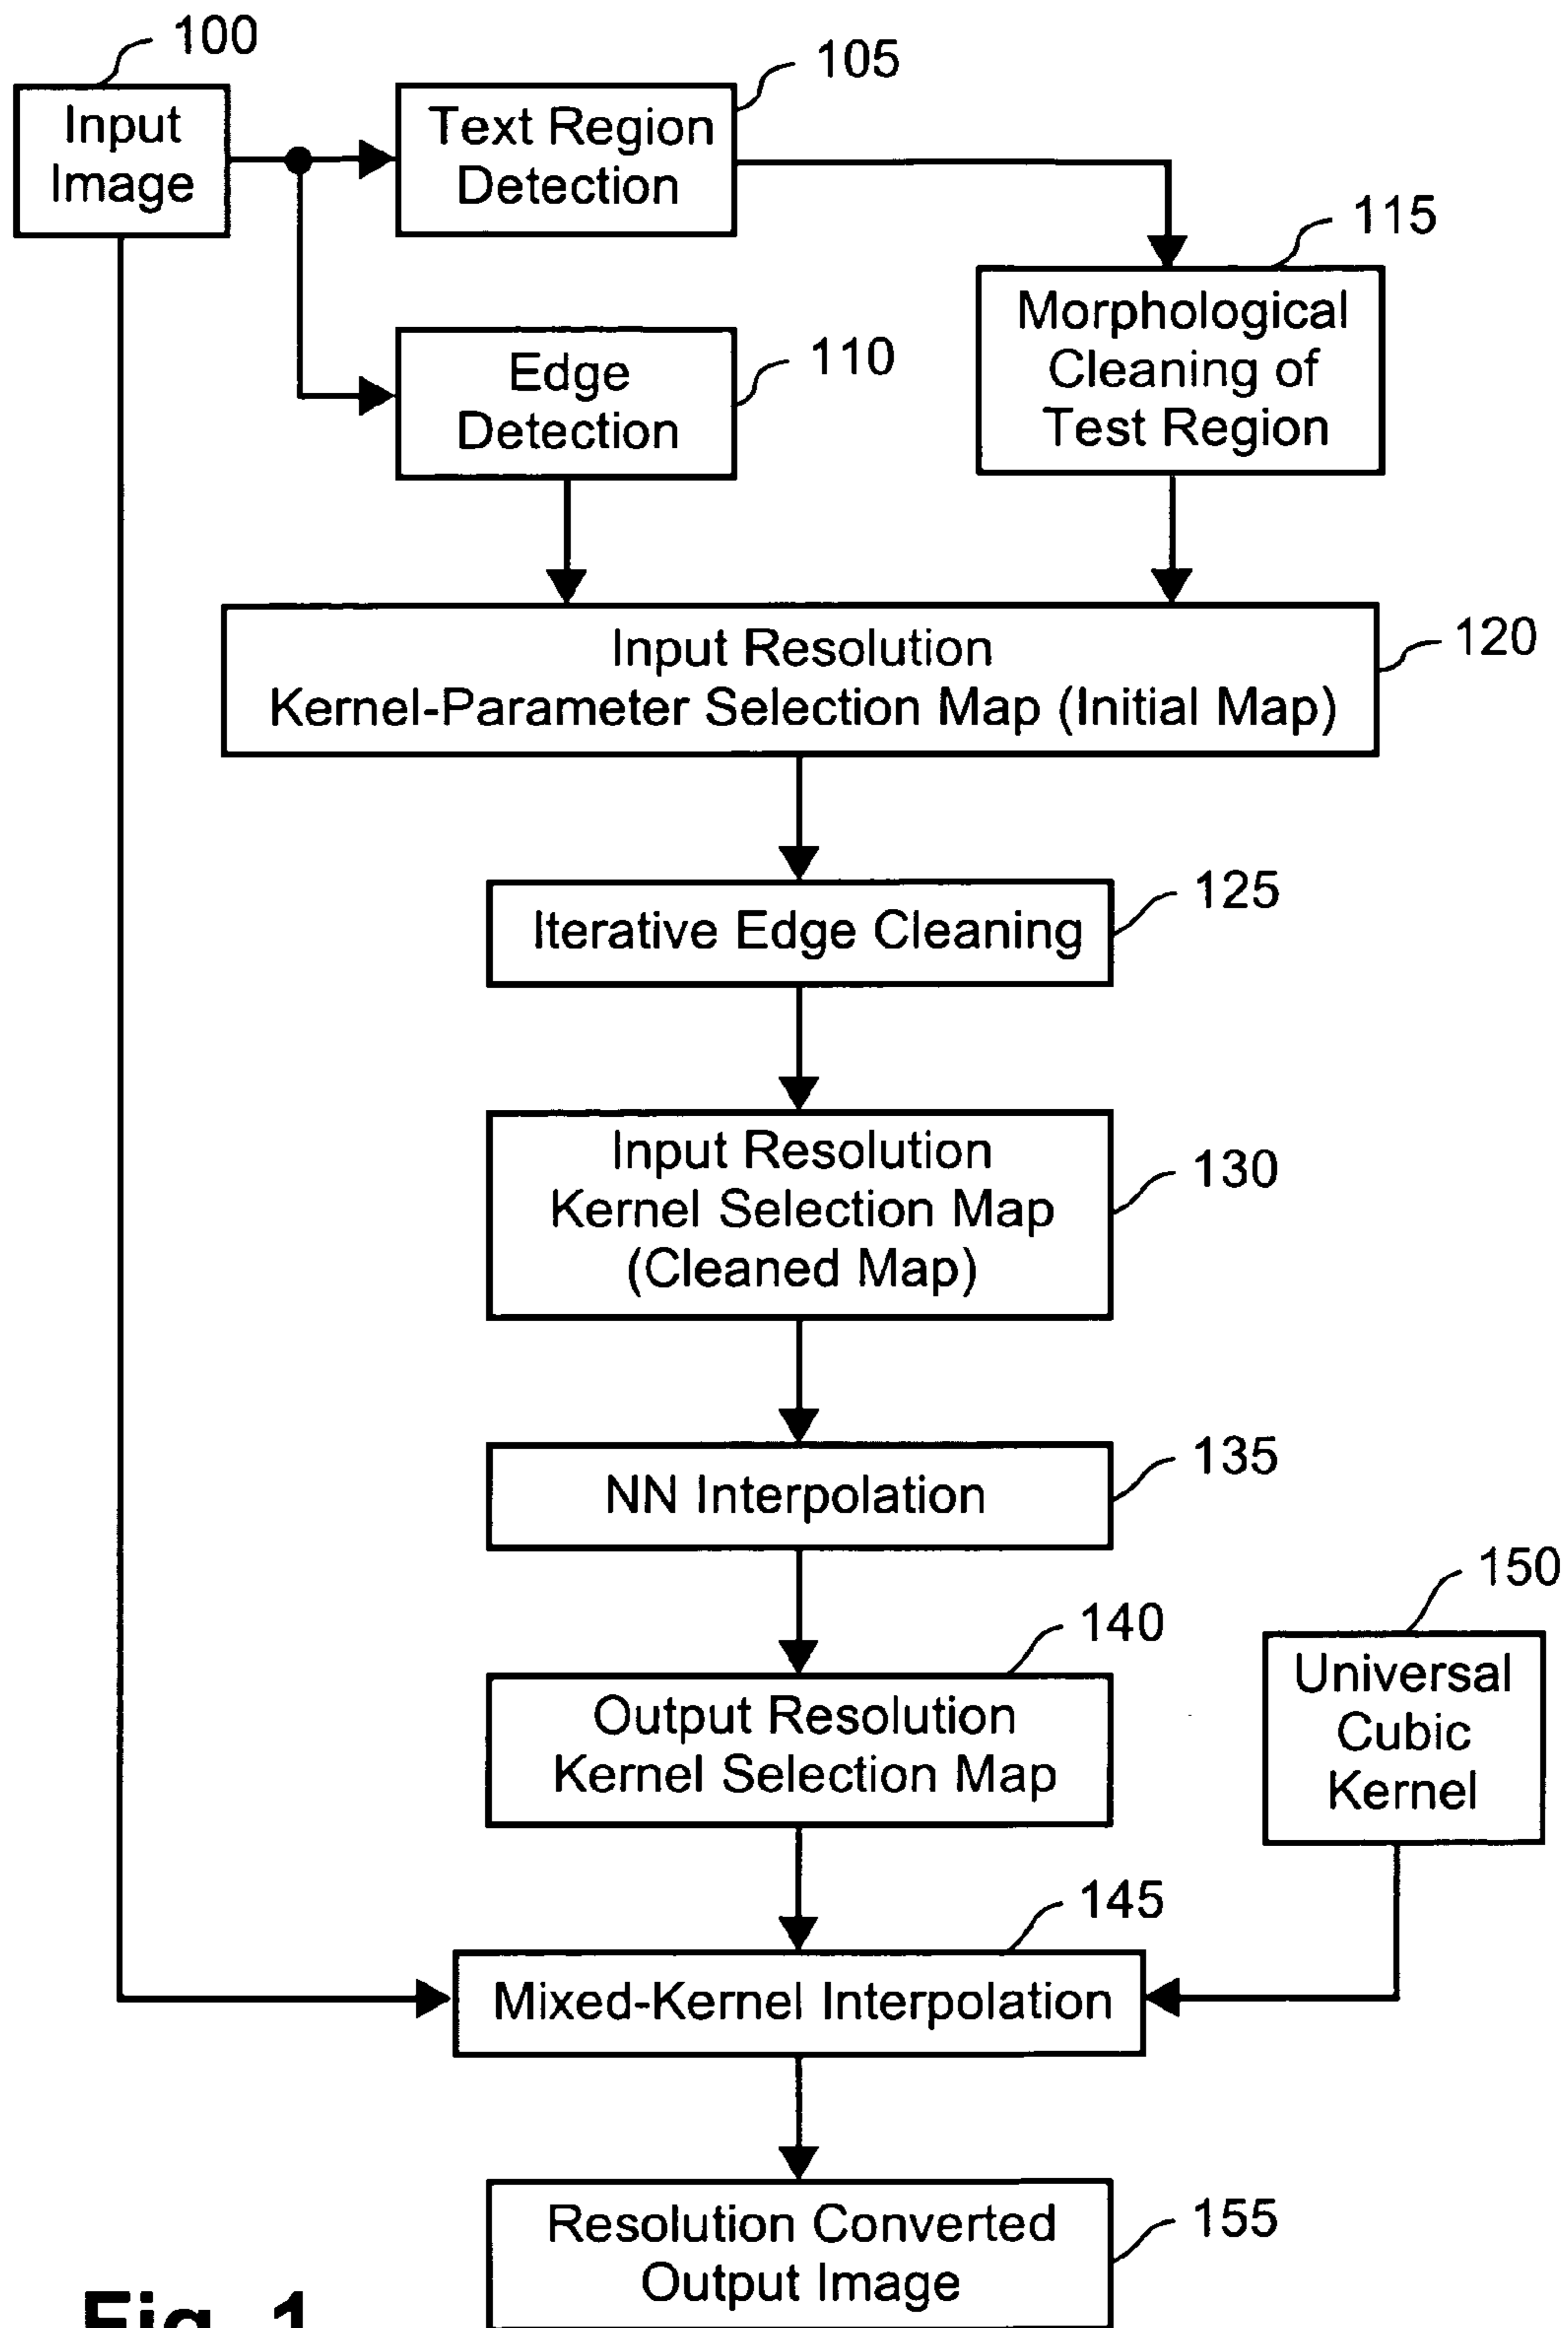 100
Input
Image
105
Text Region
Detection
115
Morphological
Cleaning of
Test Region
110
Edge
Detection
120
Input Resolution
Kernel-Parameter Selection Map (Initial Map)
125
Iterative Edge Cleaning
130
Input Resolution
Kernel Selection Map
(Cleaned Map)
135
NN Interpolation
140
Output Resolution
Kernel Selection Map
150
Universal
Cubic
Kernel
145
Mixed-Kernel Interpolation
155
Resolution Converted
Output Image
Fig. 1